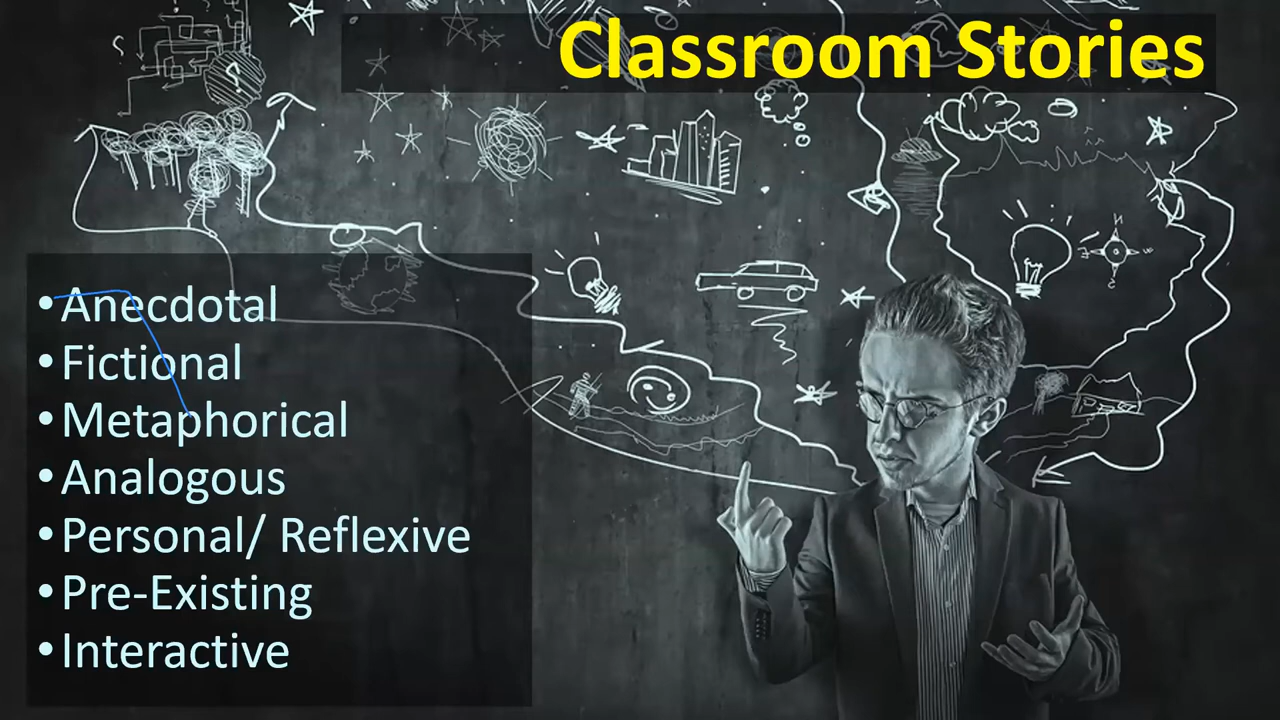 Classroom Stories
• Anecdotal
• Fictional
• Metaphorical
• Analogous
• Personal/ Reflexive
• Pre-Existing
• Interactive